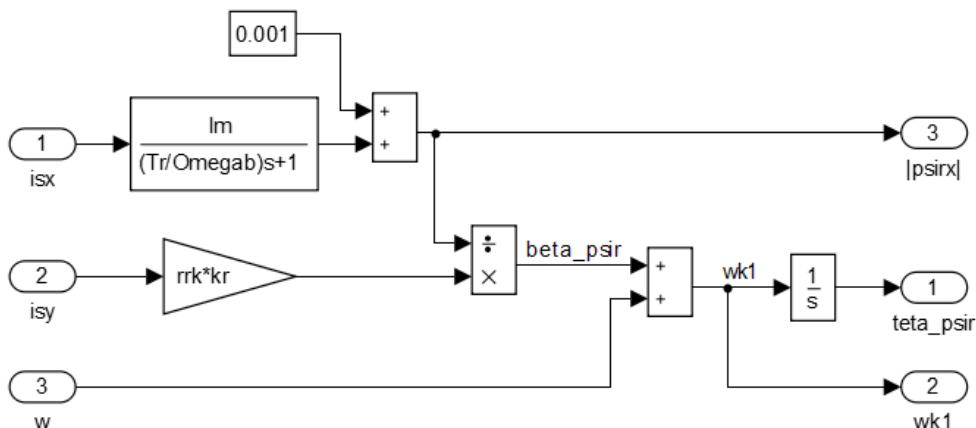 0.001
lm
(Tr/Omegab)s+1
+
+
1
isx
3
|psirx|
÷
×
beta_psir
2
isy
rrk*kr
+
+
wk1
1
s
1
teta_psir
3
w
2
wk1